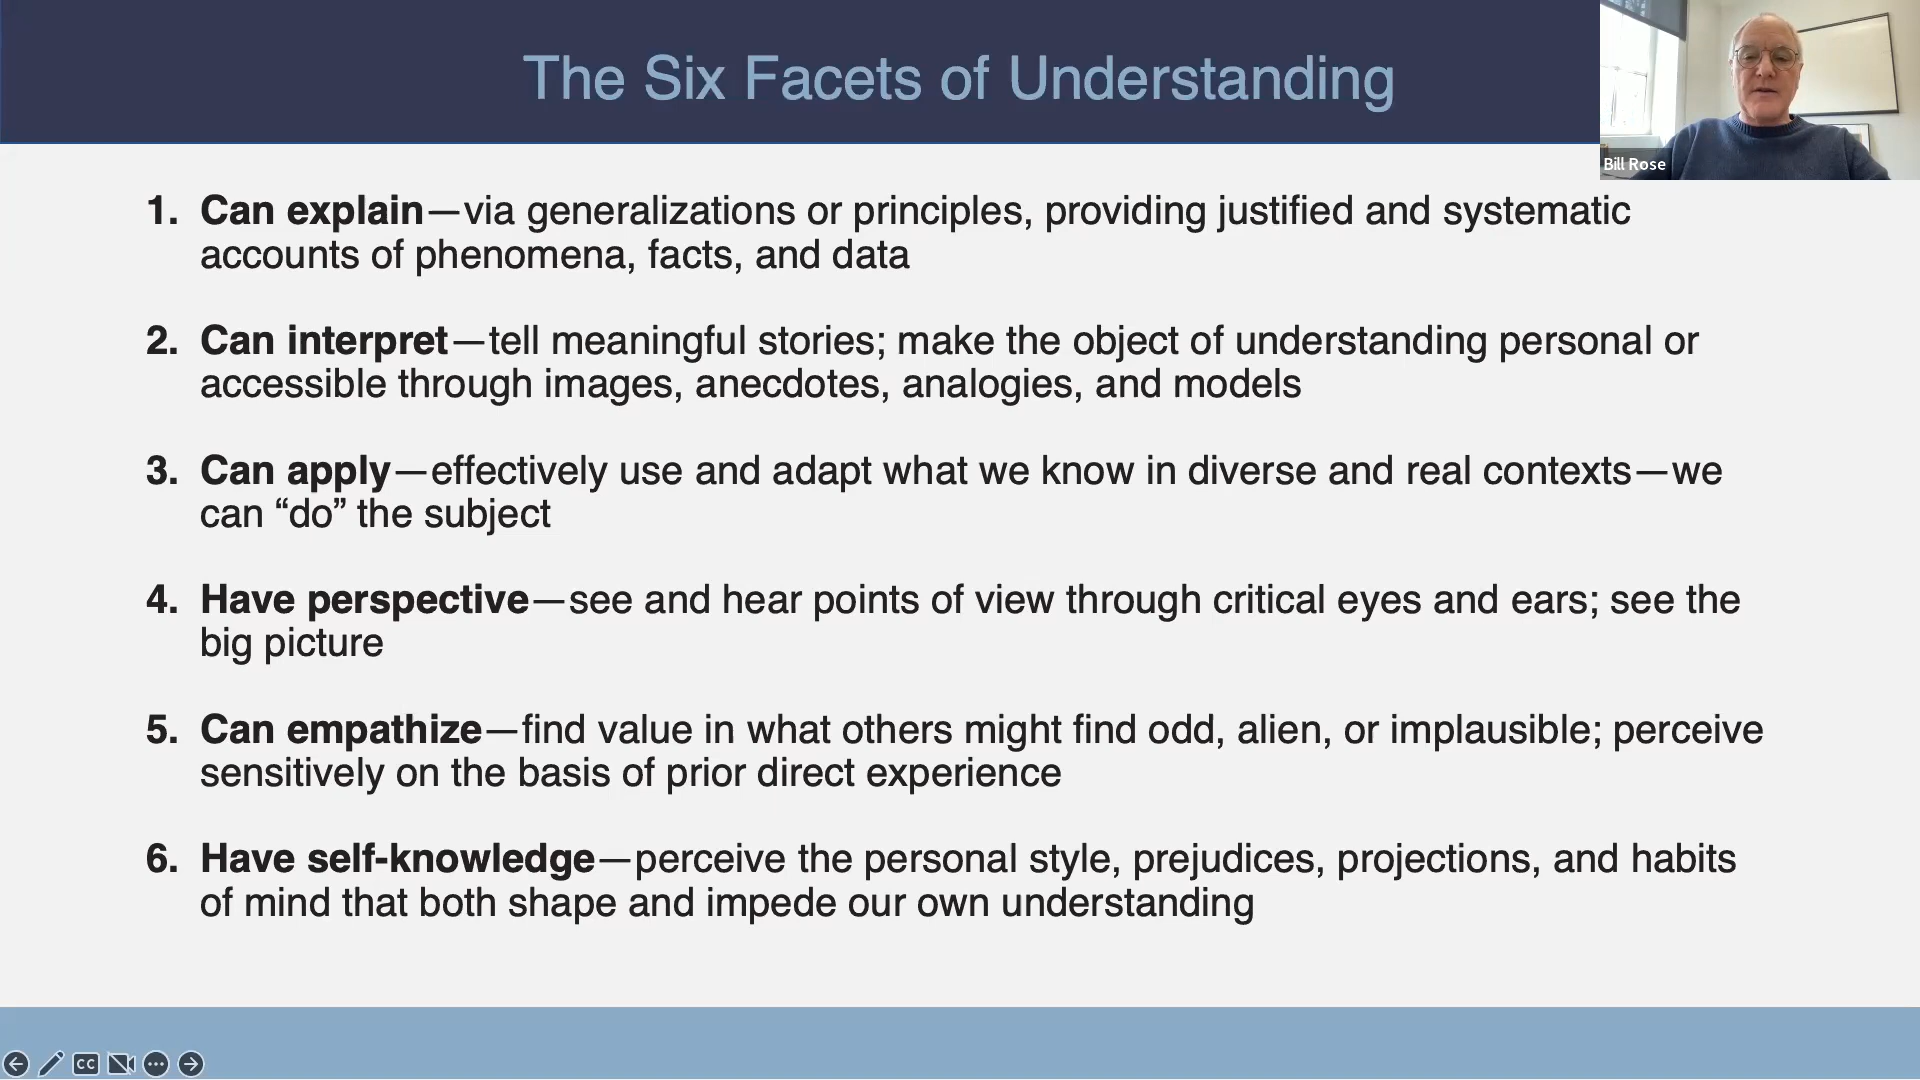 The Six Facets of Understanding
Bill Rose
1. Can explain—via generalizations or principles, providing justified and systematic
accounts of phenomena, facts, and data
2. Can interpret—tell meaningful stories; make the object of understanding personal or
accessible through images, anecdotes, analogies, and models
3. Can apply—effectively use and adapt what we know in diverse and real contexts—we
can “do” the subject
4. Have perspective—see and hear points of view through critical eyes and ears; see the
big picture
5. Can empathize—find value in what others might find odd, alien, or implausible; perceive
sensitively on the basis of prior direct experience
6. Have self-knowledge—perceive the personal style, prejudices, projections, and habits
of mind that both shape and impede our own understanding
CC